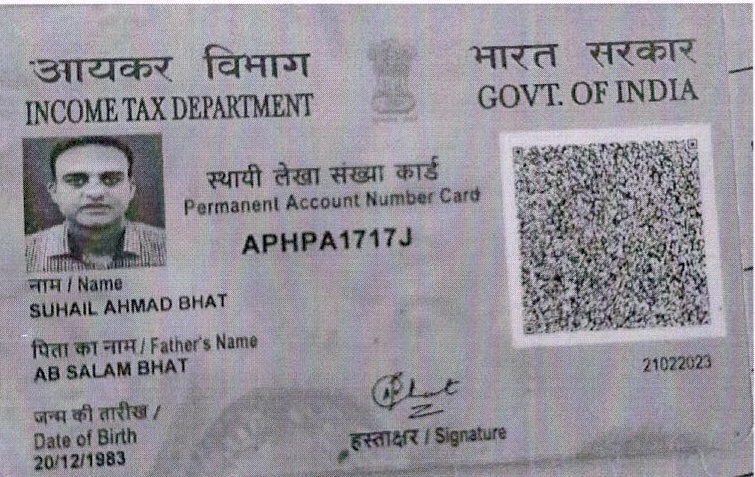 आयकर विभाग
INCOME TAX DEPARTMENT
भारत सरकार
GOVT. OF INDIA
स्थायी लेखा संख्या कार्ड
Permanent Account Number Card
APHPA1717J
नाम / Name
SUHAIL AHMAD BHAT
पिता का नाम / Father's Name
AB SALAM BHAT
जन्म की तारीख /
Date of Birth
20/12/1983
हस्ताक्षर / Signature
21022023